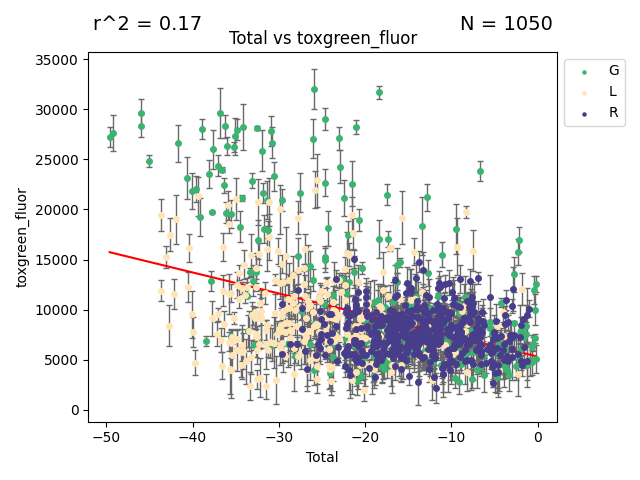 r^2 = 0.17
N = 1050
Total vs toxgreen_fluor
35000
30000
25000
20000
15000
10000
5000
0
toxgreen_fluor
−50
−40
−30
−20
−10
0
Total
G
L
R